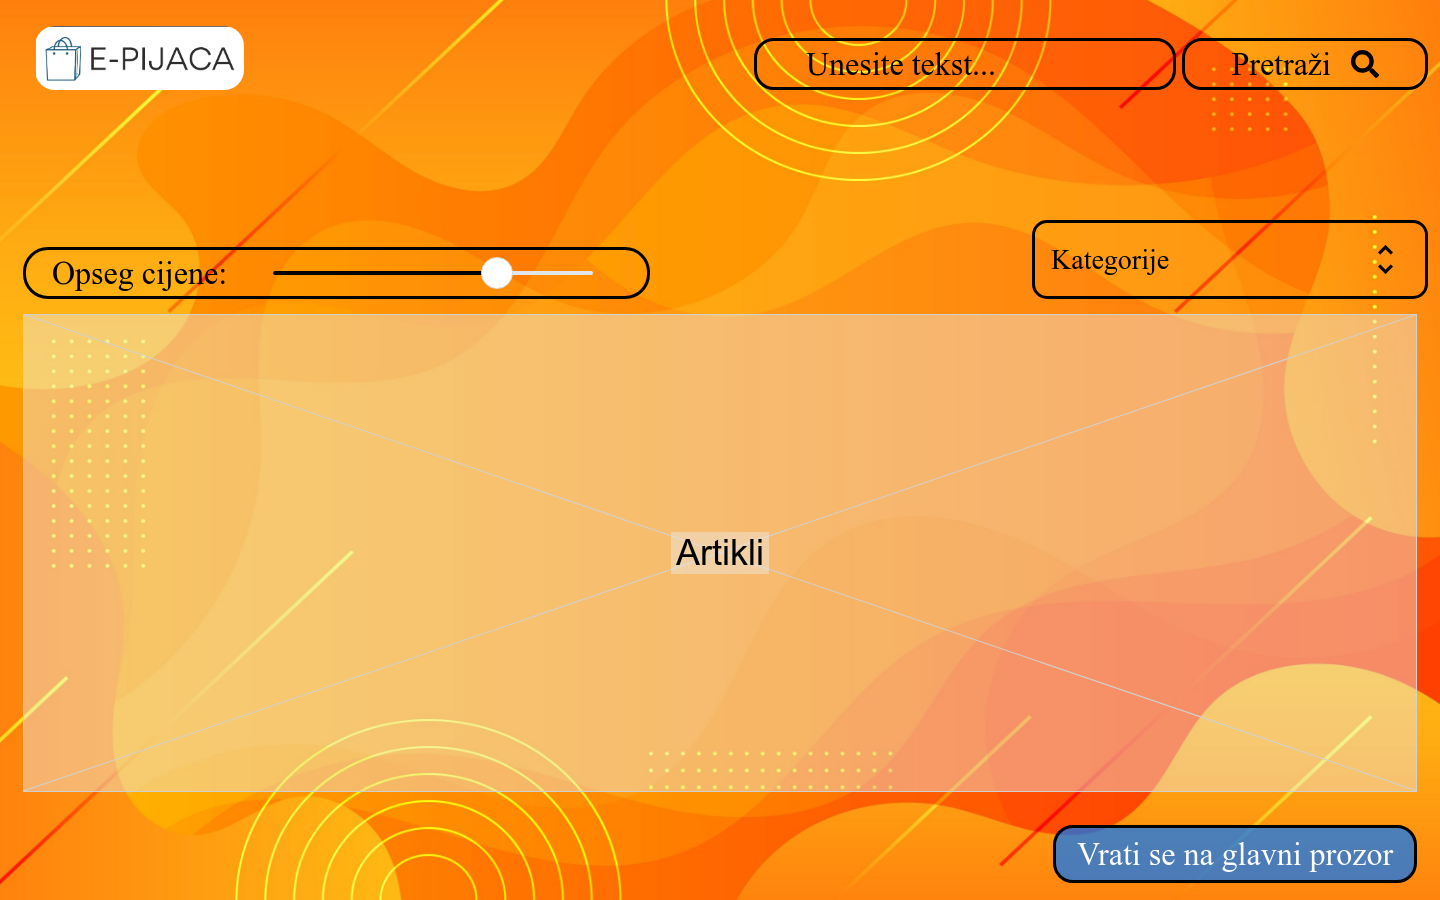 E-PIJACA
Unesite tekst...
Pretraži
Opseg cijene:
Kategorije
Artikli
Vrati se na glavni prozor